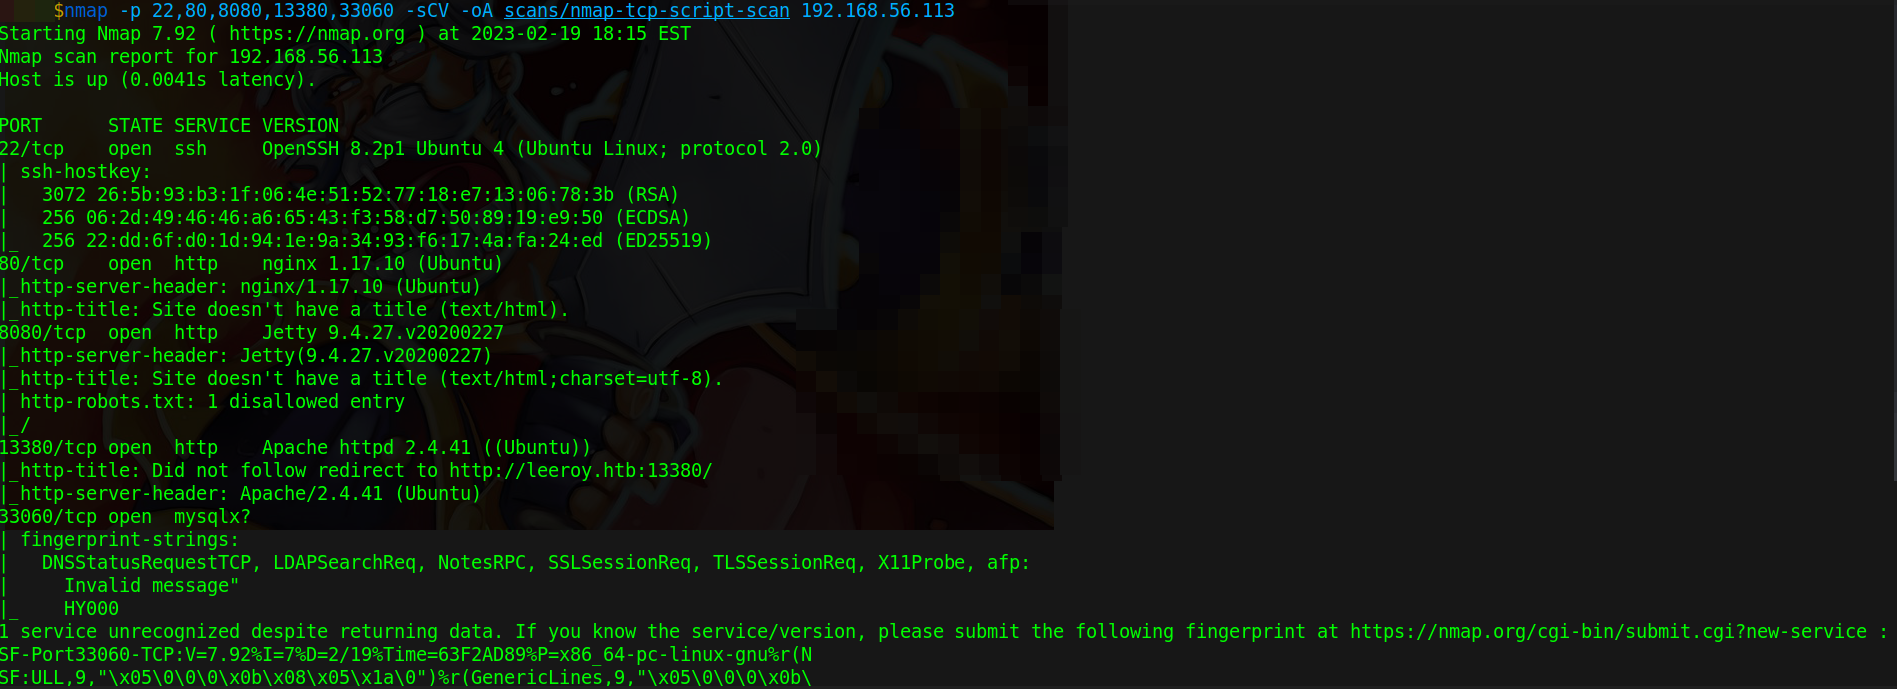 $nmap -p 22,80,8080,13380,33060 -sCV -oA scans/nmap-tcp-script-scan 192.168.56.113
Starting Nmap 7.92 ( https://nmap.org ) at 2023-02-19 18:15 EST
Nmap scan report for 192.168.56.113
Host is up (0.0041s latency).
PORT      STATE SERVICE VERSION
22/tcp    open  ssh     OpenSSH 8.2p1 Ubuntu 4 (Ubuntu Linux; protocol 2.0)
| ssh-hostkey:
|   3072 26:5b:93:b3:1f:06:4e:51:52:77:18:e7:13:06:78:3b (RSA)
|   256 06:2d:49:46:46:a6:65:43:f3:58:d7:50:89:19:e9:50 (ECDSA)
|_  256 22:dd:6f:d0:1d:94:1e:9a:34:93:f6:17:4a:fa:24:ed (ED25519)
80/tcp    open  http    nginx 1.17.10 (Ubuntu)
|_http-server-header: nginx/1.17.10 (Ubuntu)
|_http-title: Site doesn't have a title (text/html).
8080/tcp  open  http    Jetty 9.4.27.v20200227
|_http-server-header: Jetty(9.4.27.v20200227)
|_http-title: Site doesn't have a title (text/html;charset=utf-8).
| http-robots.txt: 1 disallowed entry
|_/
13380/tcp open  http    Apache httpd 2.4.41 ((Ubuntu))
|_http-title: Did not follow redirect to http://leeroy.htb:13380/
|_http-server-header: Apache/2.4.41 (Ubuntu)
33060/tcp open  mysqlx?
| fingerprint-strings:
|   DNSStatusRequestTCP, LDAPSearchReq, NotesRPC, SSLSessionReq, TLSSessionReq, X11Probe, afp:
|     Invalid message"
|_    HY000
1 service unrecognized despite returning data. If you know the service/version, please submit the following fingerprint at https://nmap.org/cgi-bin/submit.cgi?new-service :
SF-Port33060-TCP:V=7.92%I=7%D=2/19%Time=63F2AD89%P=x86_64-pc-linux-gnu%r(N
SF:ULL,9,"\x05\0\0\0\x0b\x08\x05\x1a\0")%r(GenericLines,9,"\x05\0\0\0\x0b\